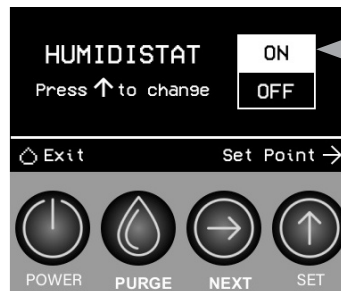 HUMIDISTAT
Press ↑ to change
ON
OFF
Exit
Set Point →
POWER
PURGE
NEXT
SET